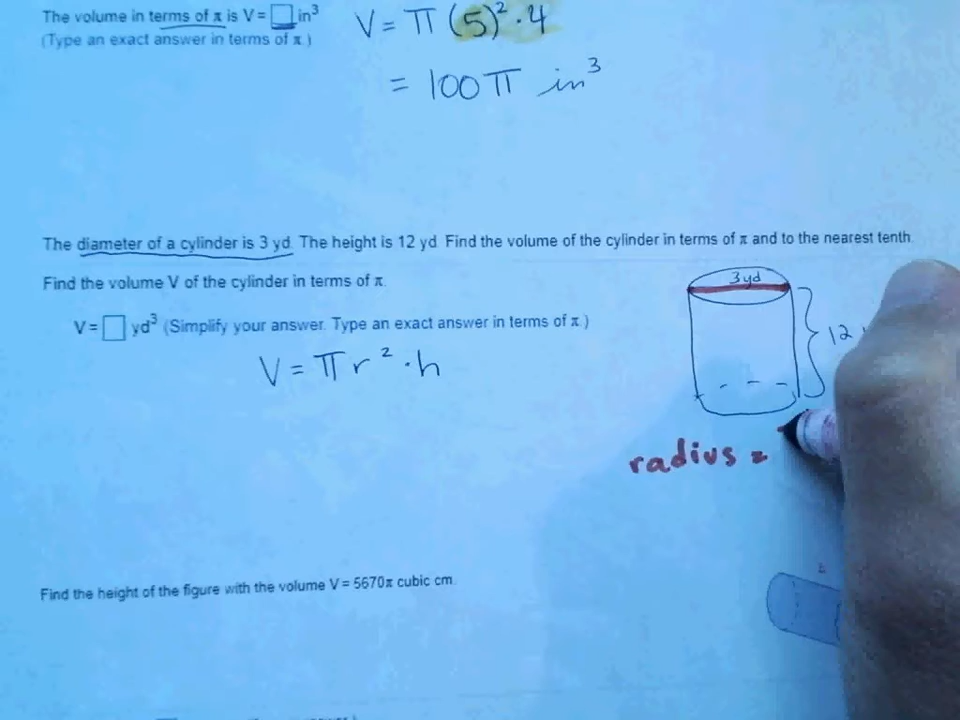 The volume in terms of π is V = in³
(Type an exact answer in terms of π.)
V = π (5)² · 4
= 100 π in³
The diameter of a cylinder is 3 yd. The height is 12 yd. Find the volume of the cylinder in terms of π and to the nearest tenth.
Find the volume V of the cylinder in terms of π.
3 yd
V = yd³ (Simplify your answer. Type an exact answer in terms of π.)
12
V = π r² · h
radius =
Find the height of the figure with the volume V = 5670π cubic cm.